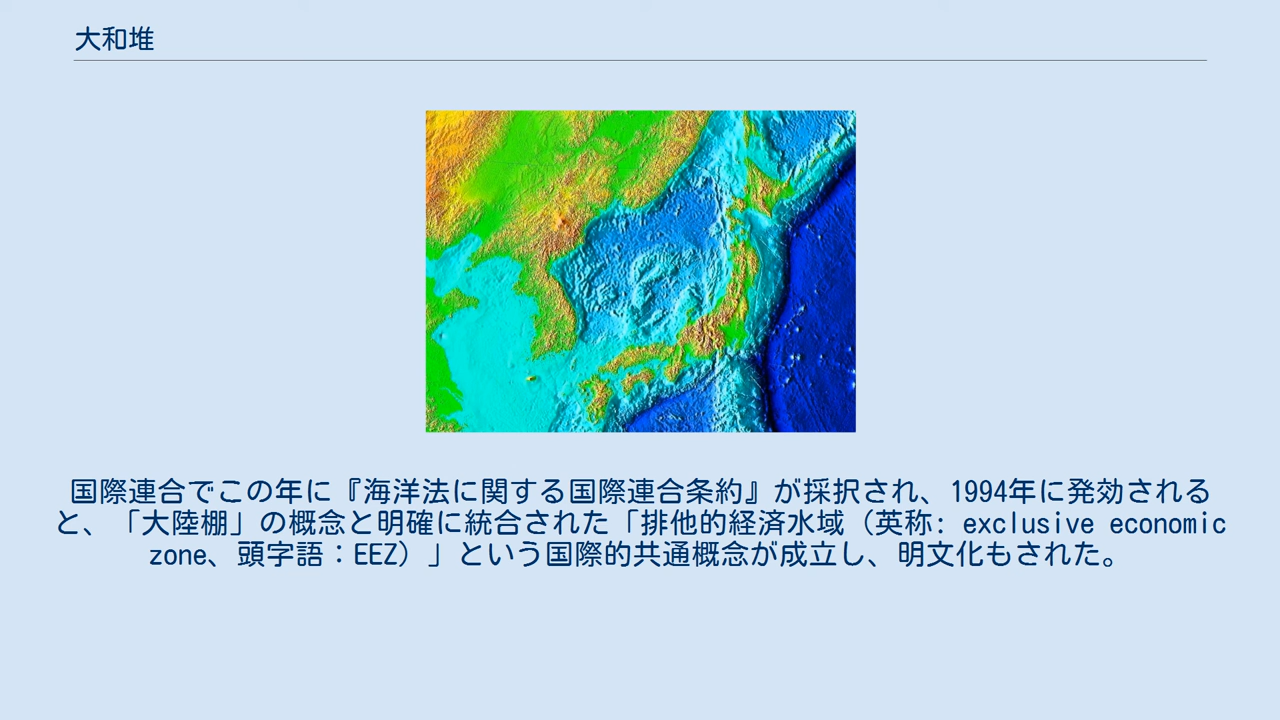 大和堆
国際連合でこの年に『海洋法に関する国際連合条約』が採択され、1994年に発効される
と、「大陸棚」の概念と明確に統合された「排他的経済水域（英称: exclusive economic
zone、頭字語：EEZ）」という国際的共通概念が成立し、明文化もされた。